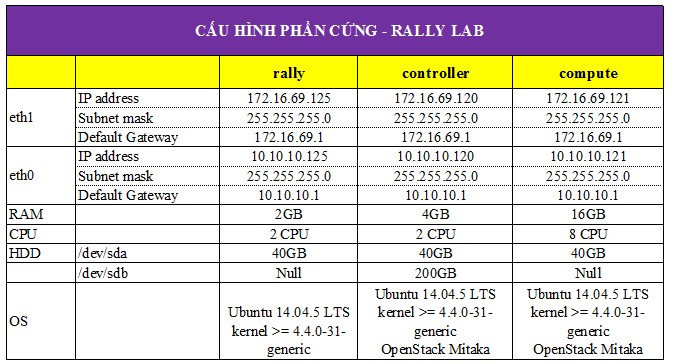 CẤU HÌNH PHẦN CỨNG - RALLY LAB
rally controller compute
eth1 IP address 172.16.69.125 172.16.69.120 172.16.69.121
Subnet mask 255.255.255.0 255.255.255.0 255.255.255.0
Default Gateway 172.16.69.1 172.16.69.1 172.16.69.1
eth0 IP address 10.10.10.125 10.10.10.120 10.10.10.121
Subnet mask 255.255.255.0 255.255.255.0 255.255.255.0
Default Gateway 10.10.10.1 10.10.10.1 10.10.10.1
RAM 2GB 4GB 16GB
CPU 2 CPU 2 CPU 8 CPU
HDD /dev/sda 40GB 40GB 40GB
/dev/sdb Null 200GB Null
OS
Ubuntu 14.04.5 LTS
kernel >= 4.4.0-31-
generic
Ubuntu 14.04.5 LTS
kernel >= 4.4.0-31-
generic
OpenStack Mitaka
Ubuntu 14.04.5 LTS
kernel >= 4.4.0-31-
generic
OpenStack Mitaka